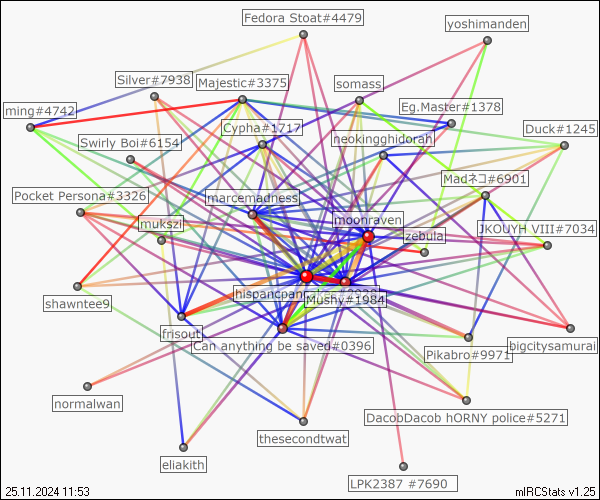 Fedora Stoat#4479
yoshimanden
Silver#7938
Majestic#3375
somass
ming#4742
Eg.Master#1378
Cypha#1717
Duck#1245
Swirly Boi#6154
heokingghidorah
Madネコ#6901
Pocket Persona#3326
marcemadness
moonraven
mukszi
zebula
JKOUYH VIII#7034
hispancpan
Mushy#1984
shawntee9
frisout
Can anything be saved#0396
Pikabro#9971
bigcitysamurai
normalwan
DacobDacob hORNY police#5271
thesecondtwat
eliakith
LPK2387 #7690
25.11.2024 11:53
mIRCStats v1.25